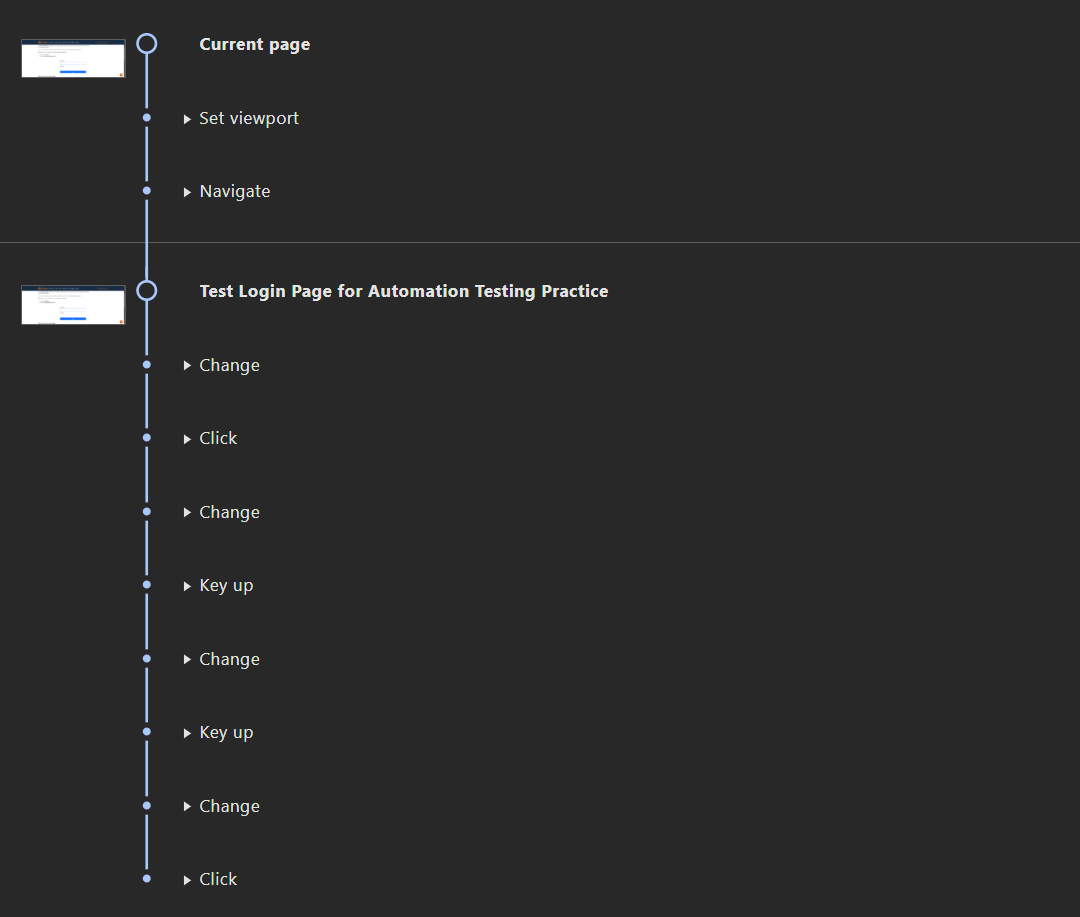 Current page
Set viewport
Navigate
Test Login Page for Automation Testing Practice
Change
Click
Change
Key up
Change
Key up
Change
Click